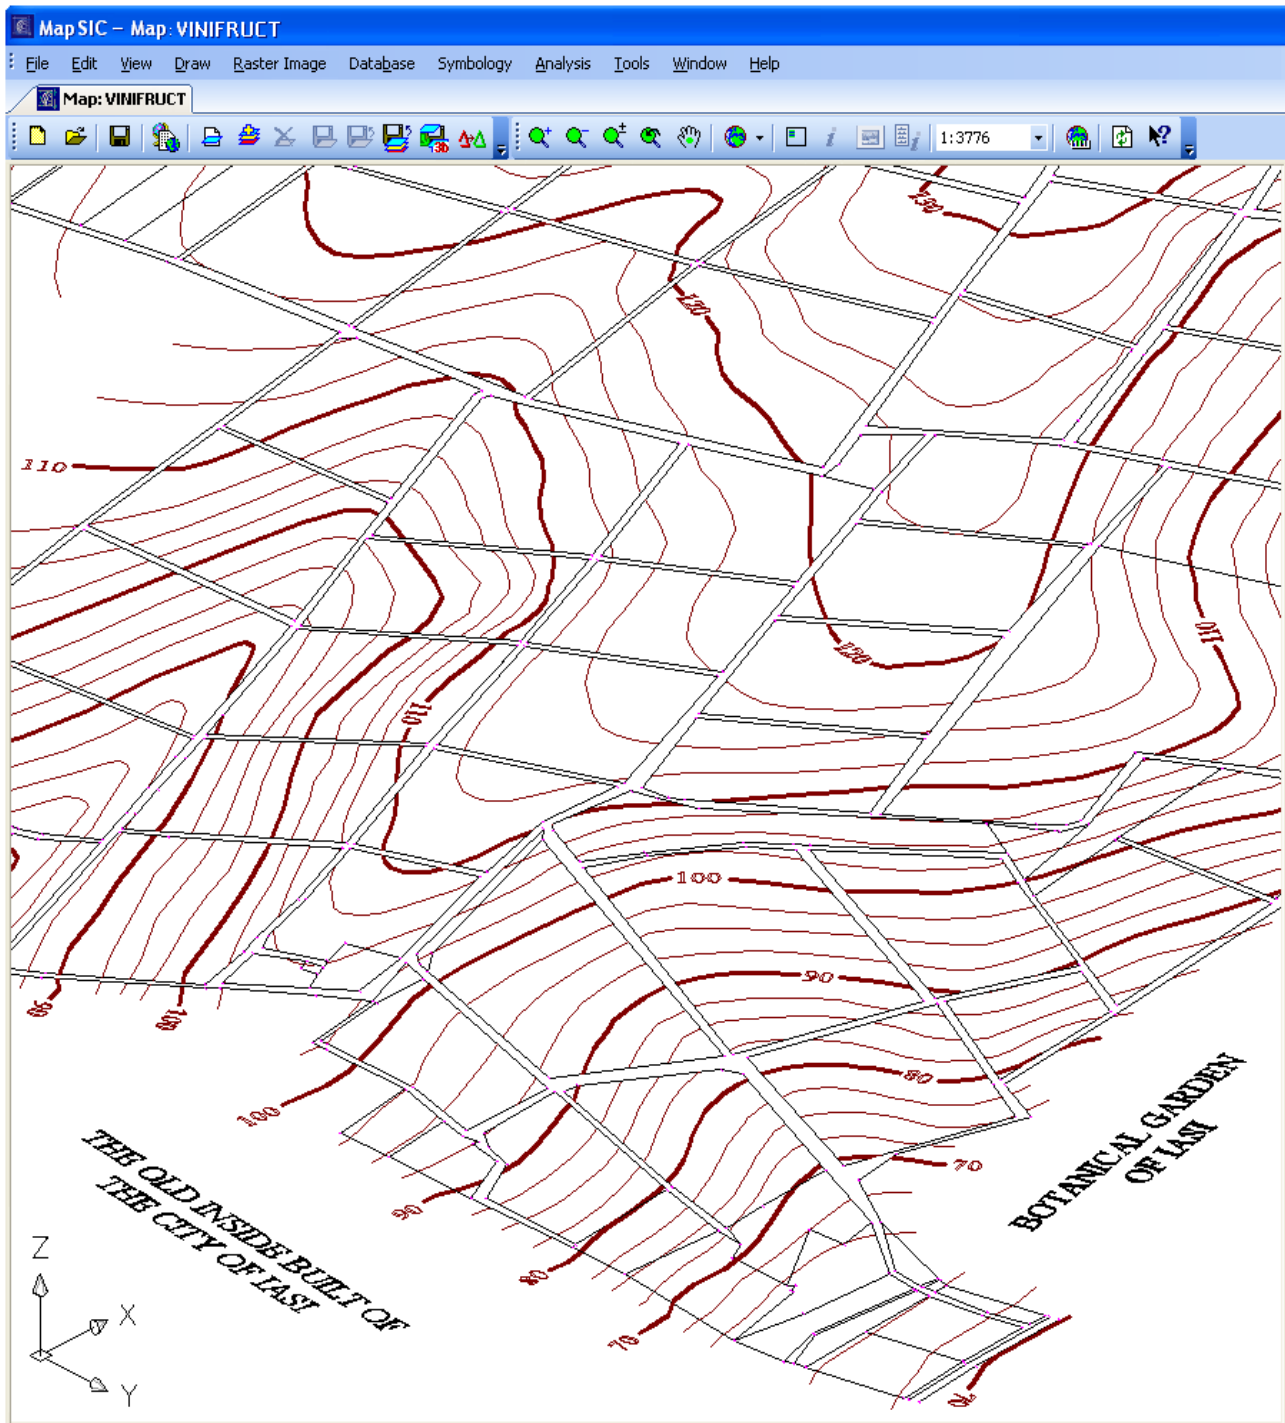 MapSIC – Map: VINIFRUCT
File Edit View Draw Raster Image Database Symbology Analysis Tools Window Help
Map: VINIFRUCT
3D 1:3776
130
120
110
110
120
110
100
90
90
100
80
100
70
90
80
70
BOTANICAL GARDEN
OF IASI
THE OLD INSIDE BUILT OF
THE CITY OF IASI
Z
X
Y